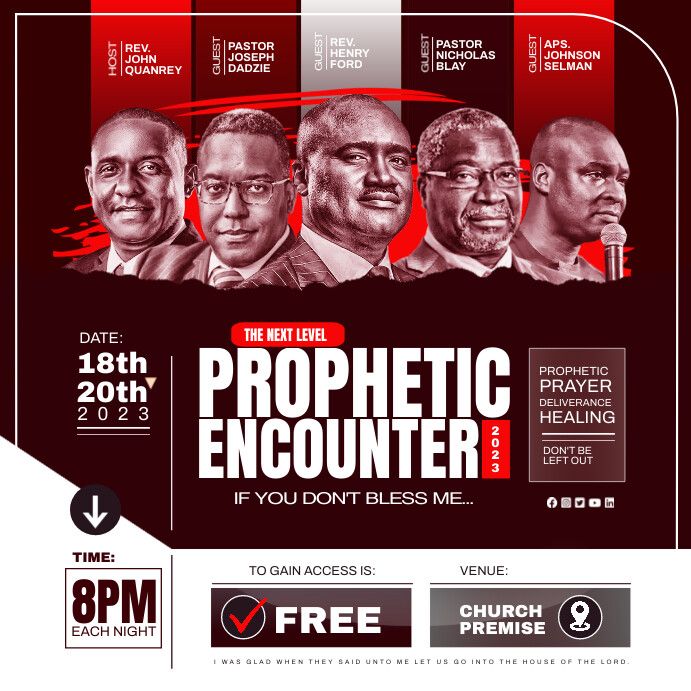 HOST
REV.
JOHN
QUANREY
GUEST
PASTOR
JOSEPH
DADZIE
GUEST
REV.
HENRY
FORD
GUEST
PASTOR
NICHOLAS
BLAY
GUEST
APS.
JOHNSON
SELMAN
DATE:
18th
20th
2023
THE NEXT LEVEL
PROPHETIC
ENCOUNTER
2023
IF YOU DON'T BLESS ME...
PROPHETIC
PRAYER
DELIVERANCE
HEALING
DON'T BE
LEFT OUT
TIME:
8PM
EACH NIGHT
TO GAIN ACCESS IS:
FREE
VENUE:
CHURCH
PREMISE
I WAS GLAD WHEN THEY SAID UNTO ME LET US GO INTO THE HOUSE OF THE LORD.